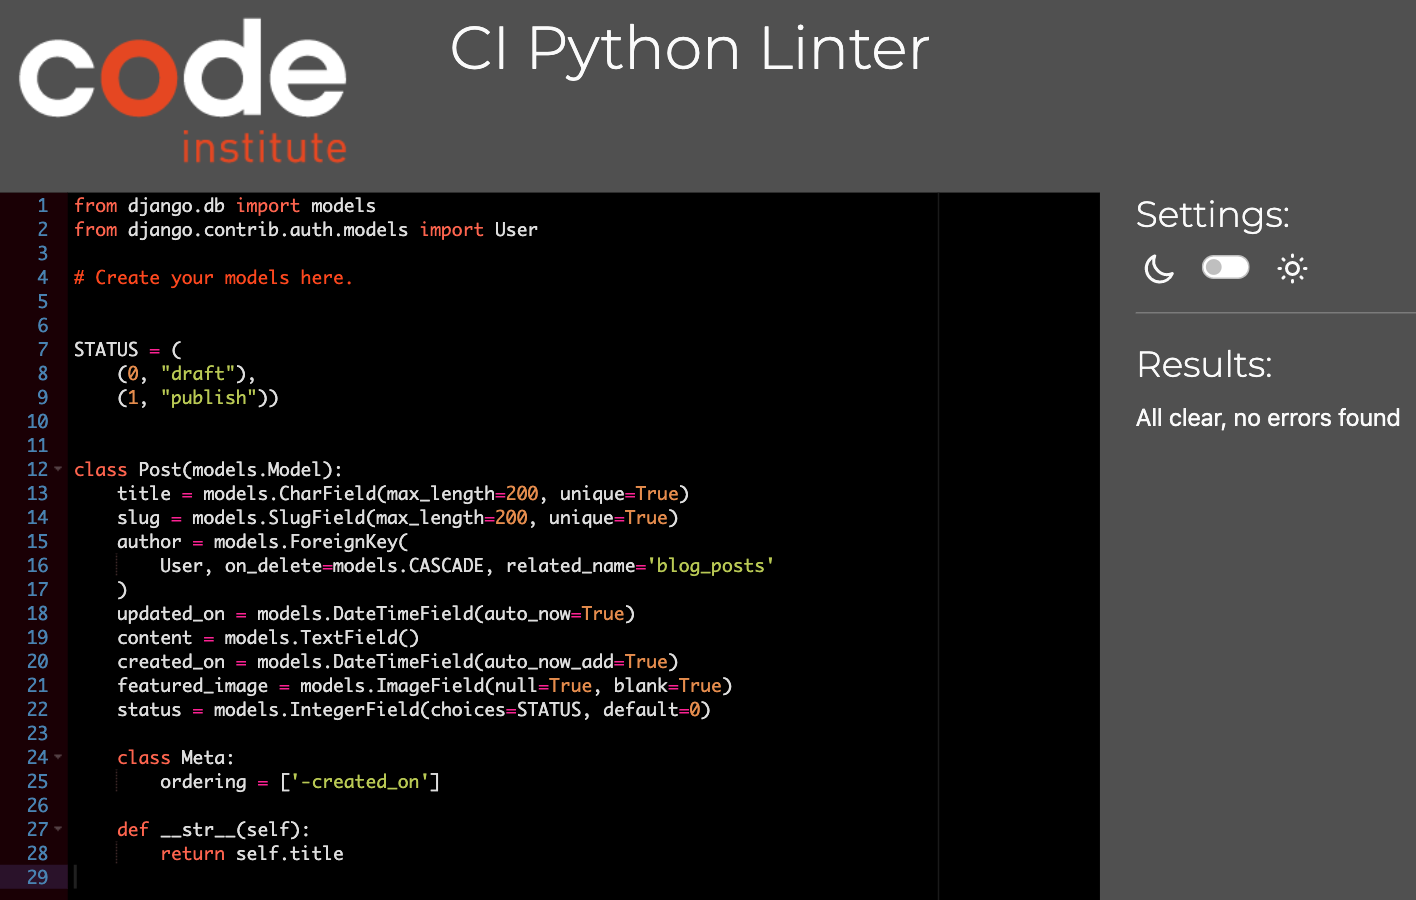 code
institute
CI Python Linter
1 from django.db import models
2 from django.contrib.auth.models import User
3
4 # Create your models here.
5
6
7 STATUS = (
8     (0, "draft"),
9     (1, "publish"))
10
11
12 class Post(models.Model):
13     title = models.CharField(max_length=200, unique=True)
14     slug = models.SlugField(max_length=200, unique=True)
15     author = models.ForeignKey(
16         User, on_delete=models.CASCADE, related_name='blog_posts'
17     )
18     updated_on = models.DateTimeField(auto_now=True)
19     content = models.TextField()
20     created_on = models.DateTimeField(auto_now_add=True)
21     featured_image = models.ImageField(null=True, blank=True)
22     status = models.IntegerField(choices=STATUS, default=0)
23
24     class Meta:
25         ordering = ['-created_on']
26
27     def __str__(self):
28         return self.title
29
Settings:
Results:
All clear, no errors found